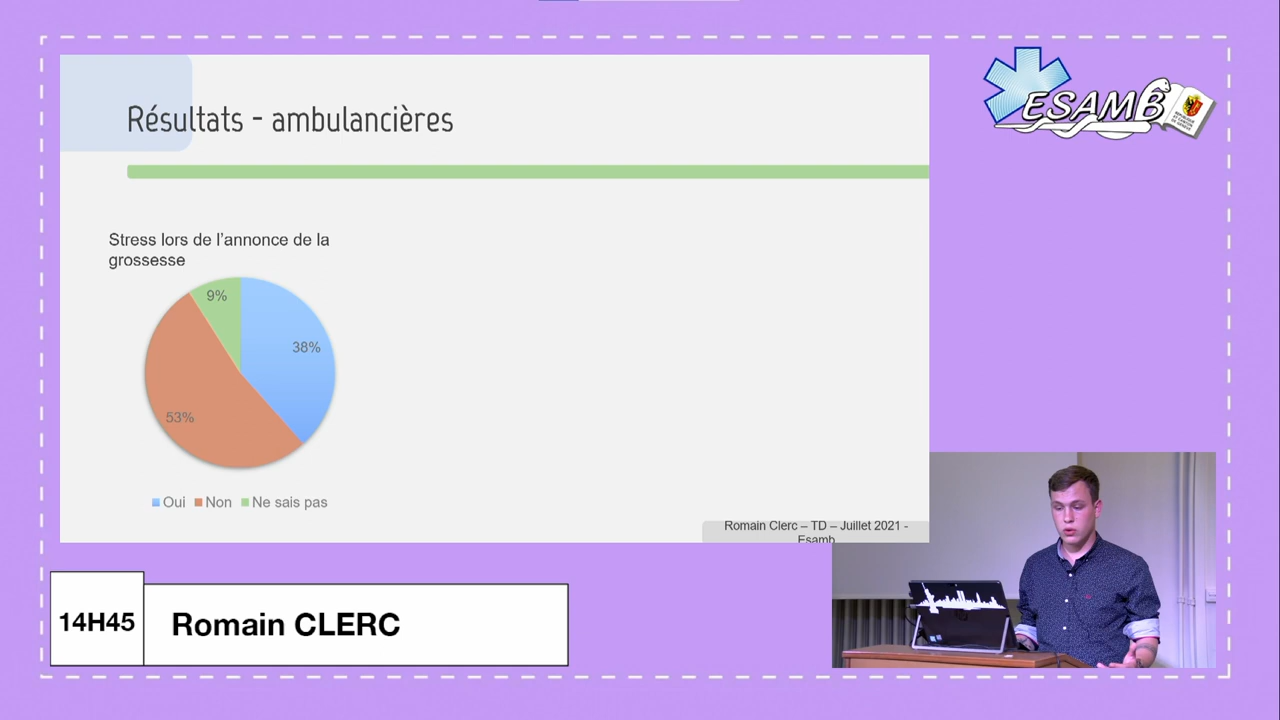 Résultats - ambulancières
ESAMB
Stress lors de l'annonce de la
grossesse
9%
38%
53%
Oui Non Ne sais pas
Romain Clerc – TD – Juillet 2021 -
Esamb
14H45
Romain CLERC